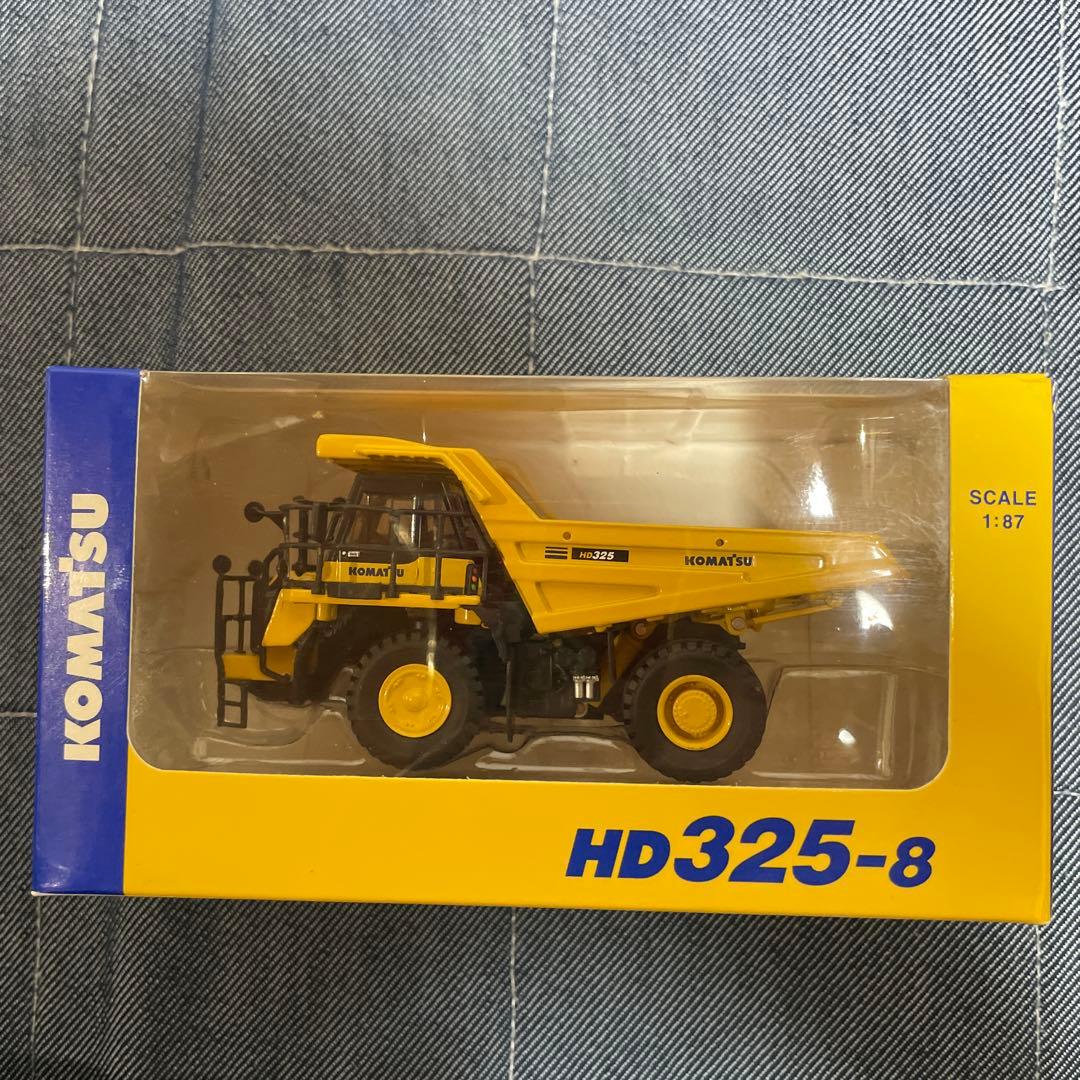 KOMATSU
SCALE
1:87
HD325
KOMATSU
KOMATSU
HD325-8